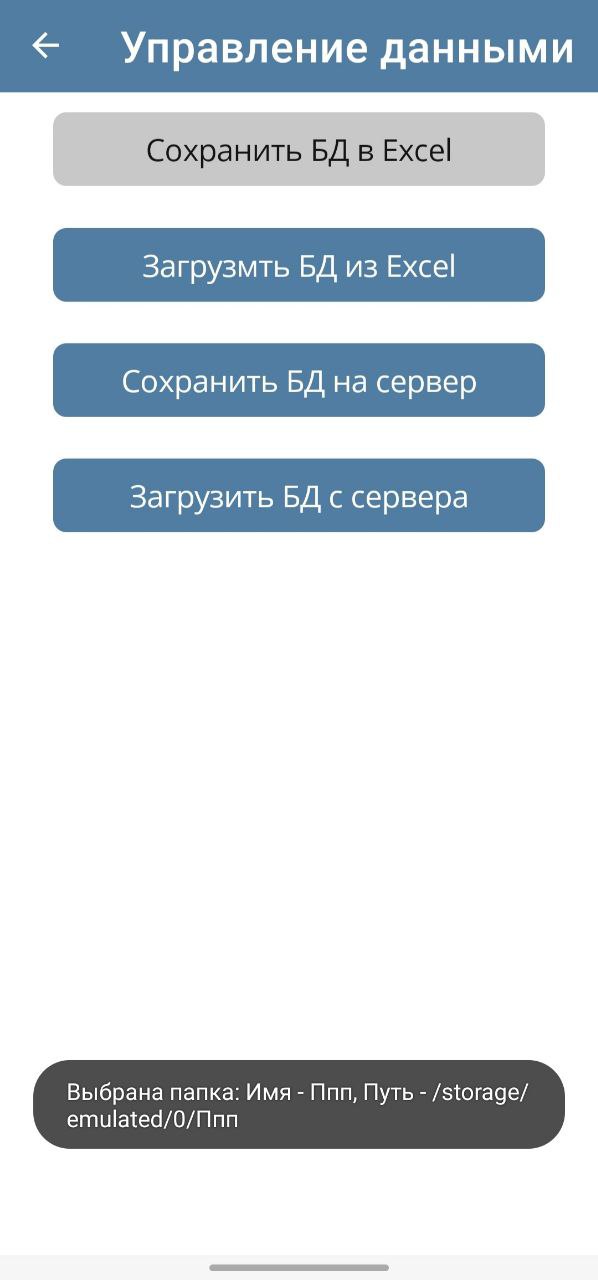 Управление данными
Сохранить БД в Excel
Загрузмть БД из Excel
Сохранить БД на сервер
Загрузить БД с сервера
Выбрана папка: Имя - Ппп, Путь - /storage/
emulated/0/Ппп